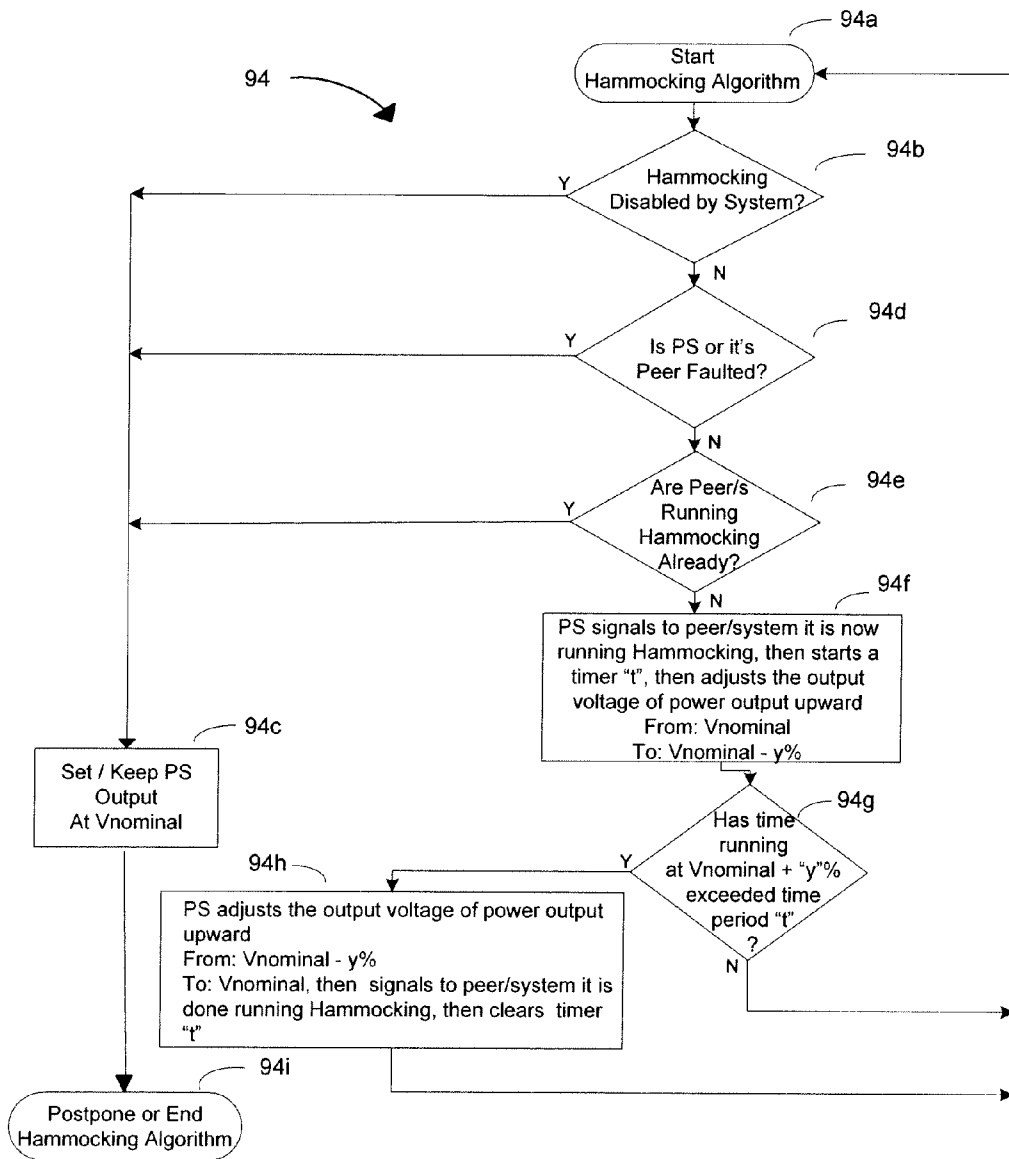 94a
Start
Hammocking Algorithm
94
94b
Y
Hammocking
Disabled by System?
N
94d
Y
Is PS or it's
Peer Faulted?
N
94e
Y
Are Peer/s
Running
Hammocking
Already?
N
94f
PS signals to peer/system it is now
running Hammocking, then starts a
timer "t", then adjusts the output
voltage of power output upward
From: Vnominal
To: Vnominal - y%
94c
Set / Keep PS
Output
At Vnominal
94g
Has time
running
at Vnominal + "y"%
exceeded time
period "t"
?
Y
N
94h
PS adjusts the output voltage of power output
upward
From: Vnominal - y%
To: Vnominal, then signals to peer/system it is
done running Hammocking, then clears timer
"t"
94i
Postpone or End
Hammocking Algorithm